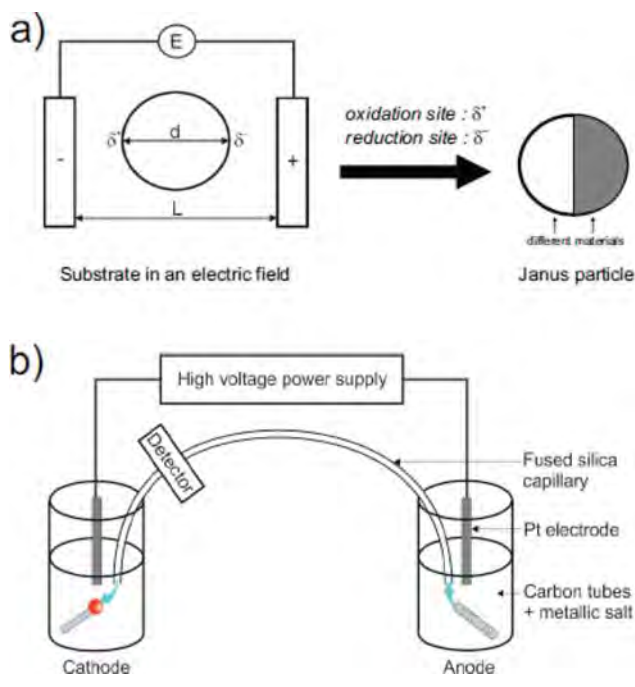 a)
E
δ⁺
d
δ⁻
-
+
L
oxidation site : δ⁺
reduction site : δ⁻
different materials
Substrate in an electric field
Janus particle
b)
High voltage power supply
Detector
Fused silica
capillary
Pt electrode
Carbon tubes
+ metallic salt
Cathode
Anode